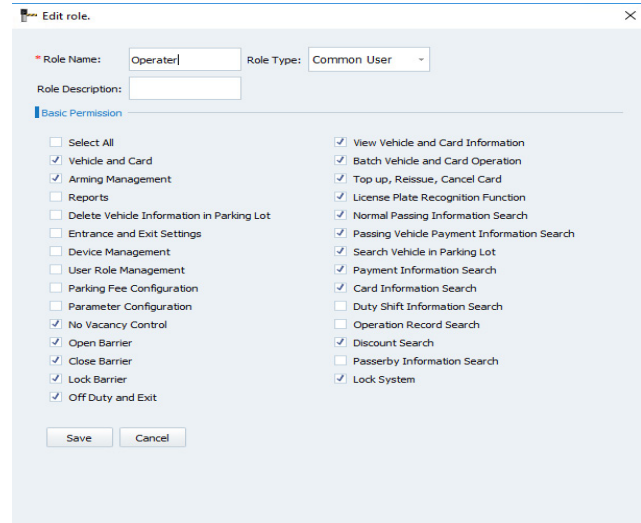 Edit role.
* Role Name: Operater Role Type: Common User
Role Description:
Basic Permission
Select All
Vehicle and Card
Arming Management
Reports
Delete Vehicle Information in Parking Lot
Entrance and Exit Settings
Device Management
User Role Management
Parking Fee Configuration
Parameter Configuration
No Vacancy Control
Open Barrier
Close Barrier
Lock Barrier
Off Duty and Exit
View Vehicle and Card Information
Batch Vehicle and Card Operation
Top up, Reissue, Cancel Card
License Plate Recognition Function
Normal Passing Information Search
Passing Vehicle Payment Information Search
Search Vehicle in Parking Lot
Payment Information Search
Card Information Search
Duty Shift Information Search
Operation Record Search
Discount Search
Passerby Information Search
Lock System
Save Cancel